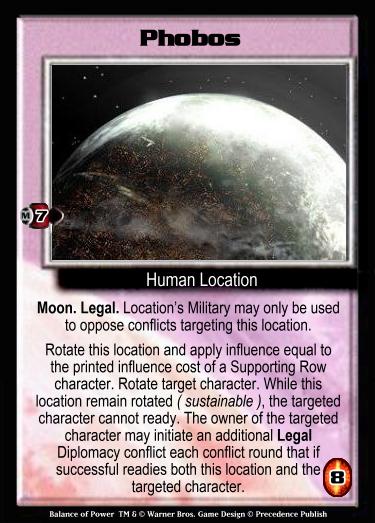 Phobos
M 7
Human Location
Moon. Legal. Location's Military may only be used
to oppose conflicts targeting this location.
Rotate this location and apply influence equal to
the printed influence cost of a Supporting Row
character. Rotate target character. While this
location remain rotated ( sustainable ), the targeted
character cannot ready. The owner of the targeted
character may initiate an additional Legal
Diplomacy conflict each conflict round that if
successful readies both this location and the
targeted character.
8
Balance of Power TM & © Warner Bros. Game Design © Precedence Publish